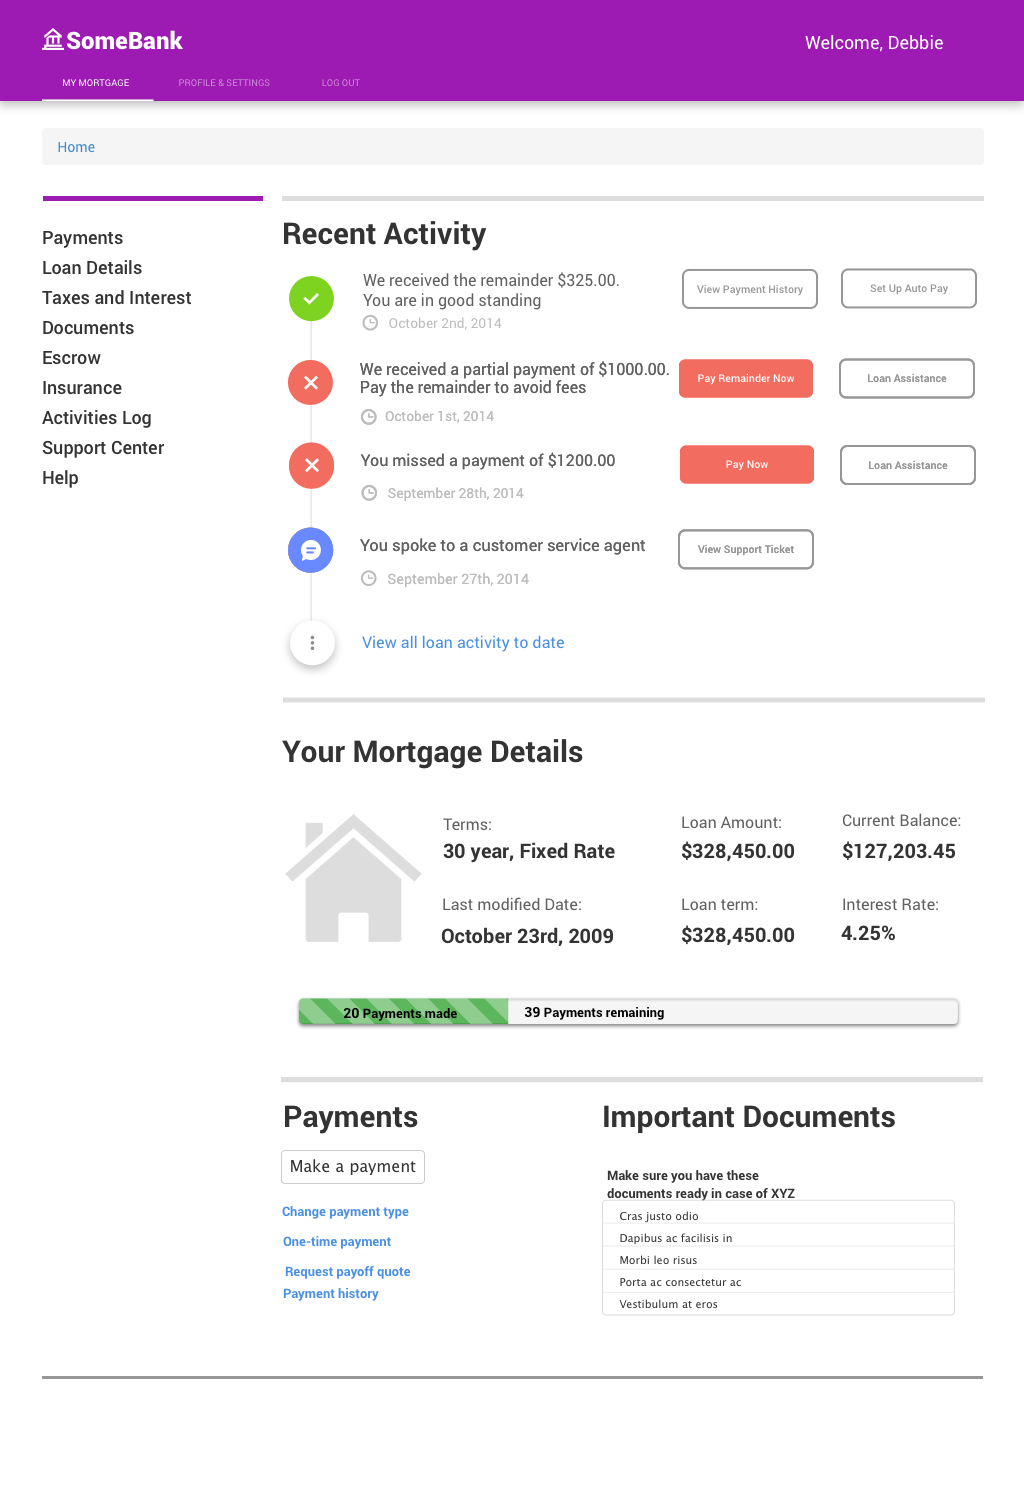 SomeBank
Welcome, Debbie
MY MORTGAGE
PROFILE & SETTINGS
LOG OUT
Home
Payments
Loan Details
Taxes and Interest
Documents
Escrow
Insurance
Activities Log
Support Center
Help
Recent Activity
We received the remainder $325.00.
You are in good standing
October 2nd, 2014
View Payment History
Set Up Auto Pay
We received a partial payment of $1000.00.
Pay the remainder to avoid fees
October 1st, 2014
Pay Remainder Now
Loan Assistance
You missed a payment of $1200.00
September 28th, 2014
Pay Now
Loan Assistance
You spoke to a customer service agent
September 27th, 2014
View Support Ticket
View all loan activity to date
Your Mortgage Details
Terms:
30 year, Fixed Rate
Loan Amount:
$328,450.00
Current Balance:
$127,203.45
Last modified Date:
October 23rd, 2009
Loan term:
$328,450.00
Interest Rate:
4.25%
20 Payments made
39 Payments remaining
Payments
Make a payment
Change payment type
One-time payment
Request payoff quote
Payment history
Important Documents
Make sure you have these
documents ready in case of XYZ
Cras justo odio
Dapibus ac facilisis in
Morbi leo risus
Porta ac consectetur ac
Vestibulum at eros